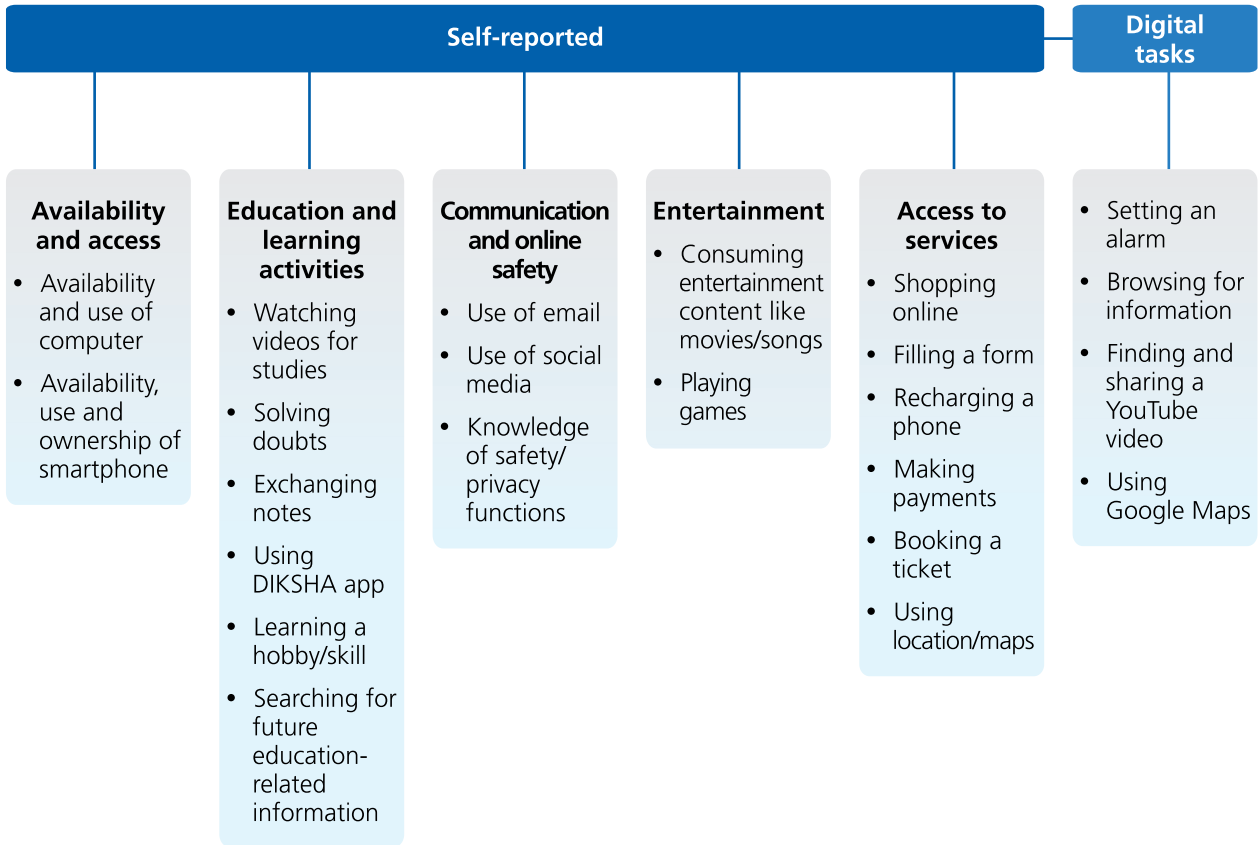 Self-reported
Digital
tasks
Availability
and access
• Availability
and use of
computer
• Availability,
use and
ownership of
smartphone
Education and
learning
activities
• Watching
videos for
studies
• Solving
doubts
• Exchanging
notes
• Using
DIKSHA app
• Learning a
hobby/skill
• Searching for
future
education-
related
information
Communication
and online
safety
• Use of email
• Use of social
media
• Knowledge
of safety/
privacy
functions
Entertainment
• Consuming
entertainment
content like
movies/songs
• Playing
games
Access to
services
• Shopping
online
• Filling a form
• Recharging a
phone
• Making
payments
• Booking a
ticket
• Using
location/maps
• Setting an
alarm
• Browsing for
information
• Finding and
sharing a
YouTube
video
• Using
Google Maps